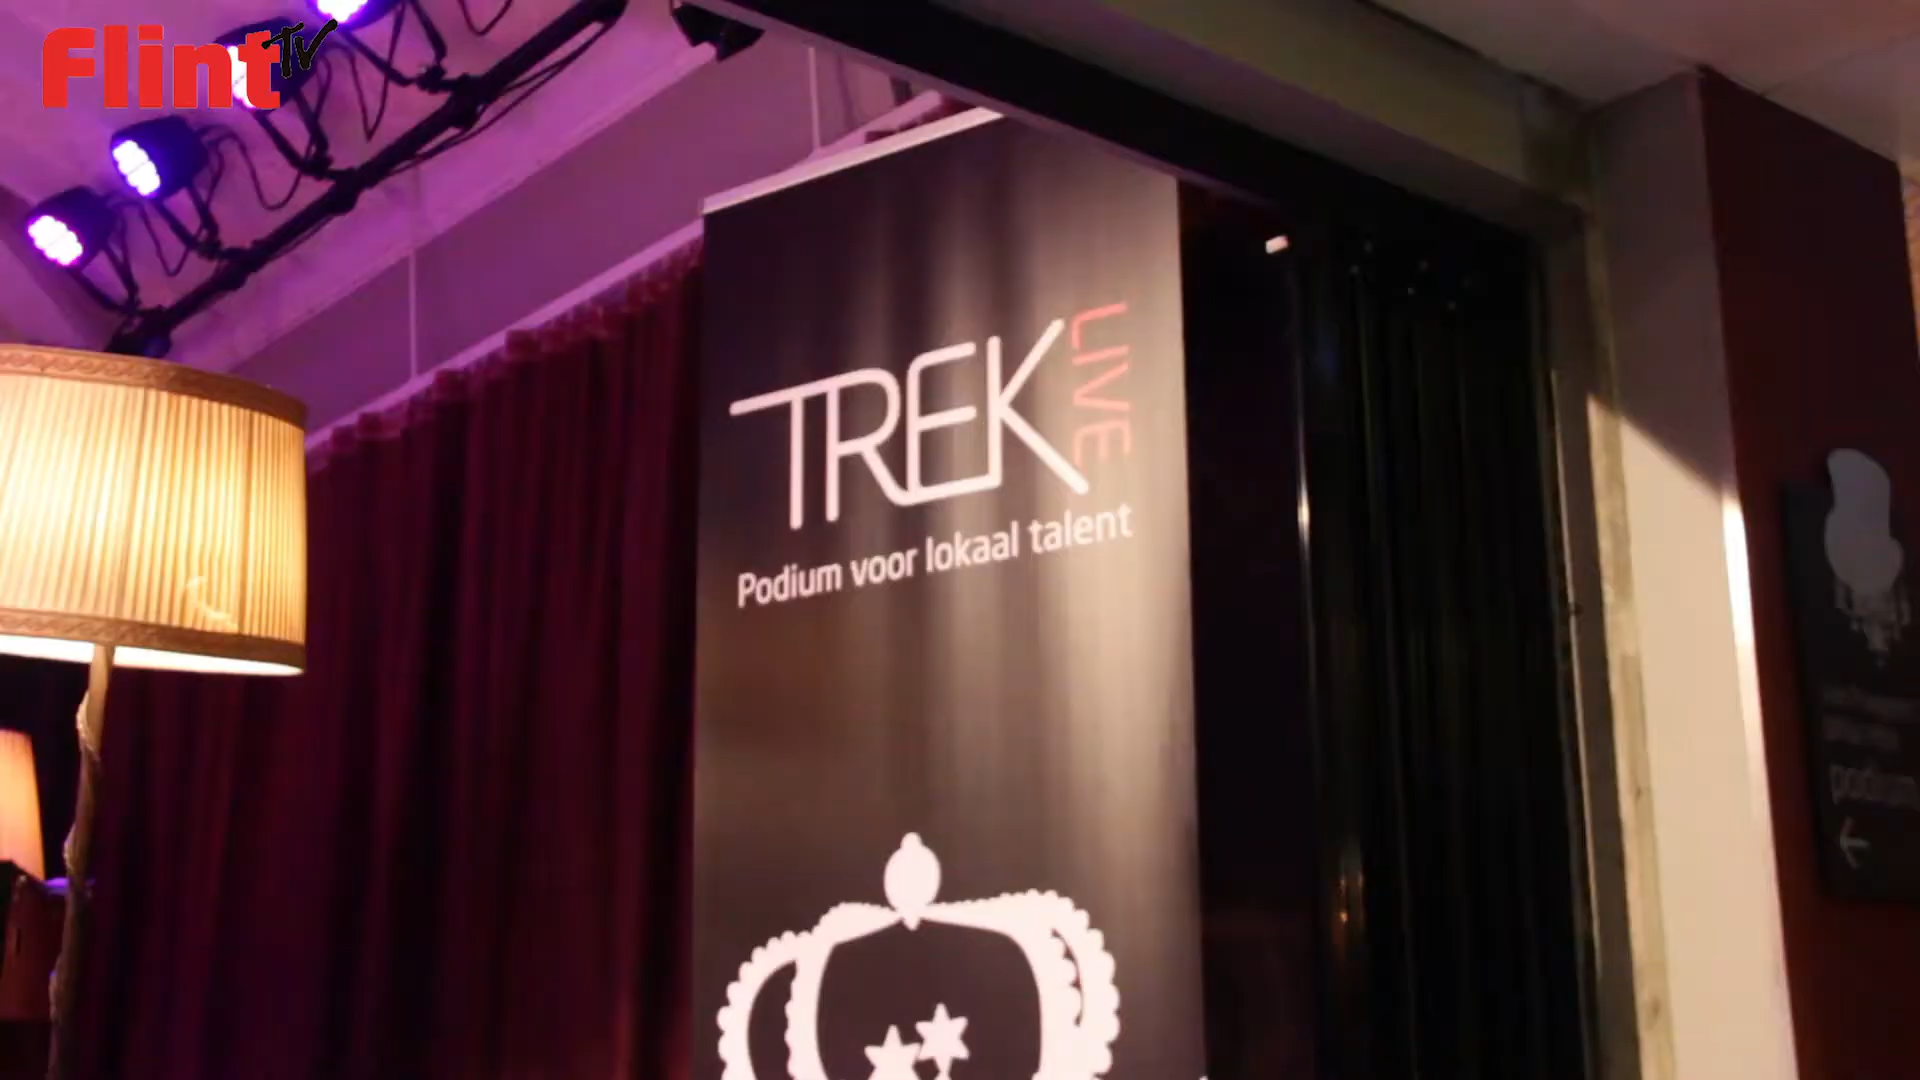 Flint TV
TREK LIVE
Podium voor lokaal talent
podium
←